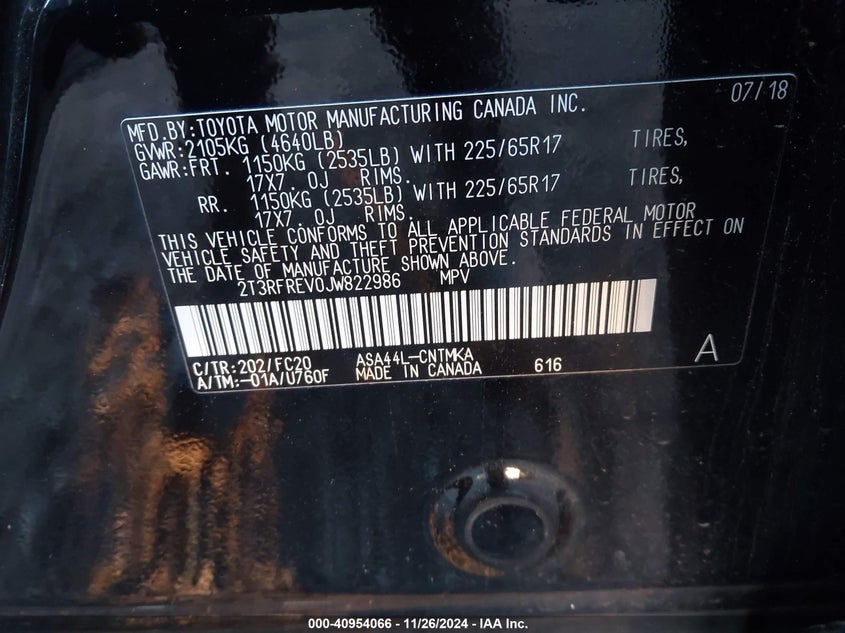 MFD.BY:TOYOTA MOTOR MANUFACTURING CANADA INC. 07/18
GVWR:2105KG (4640LB)
GAWR:FRT. 1150KG (2535LB) WITH 225/65R17 TIRES,
17X7.0J RIMS.
RR. 1150KG (2535LB) WITH 225/65R17 TIRES,
17X7.0J RIMS.
THIS VEHICLE CONFORMS TO ALL APPLICABLE FEDERAL MOTOR
VEHICLE SAFETY AND THEFT PREVENTION STANDARDS IN EFFECT ON
THE DATE OF MANUFACTURE SHOWN ABOVE.
2T3RFREV0JW822986 MPV
C/TR:202/FC20 ASA44L-CNTMKA
A/TM:-01A/U760F MADE IN CANADA 616 A
000-40954066 - 11/26/2024 - IAA Inc.